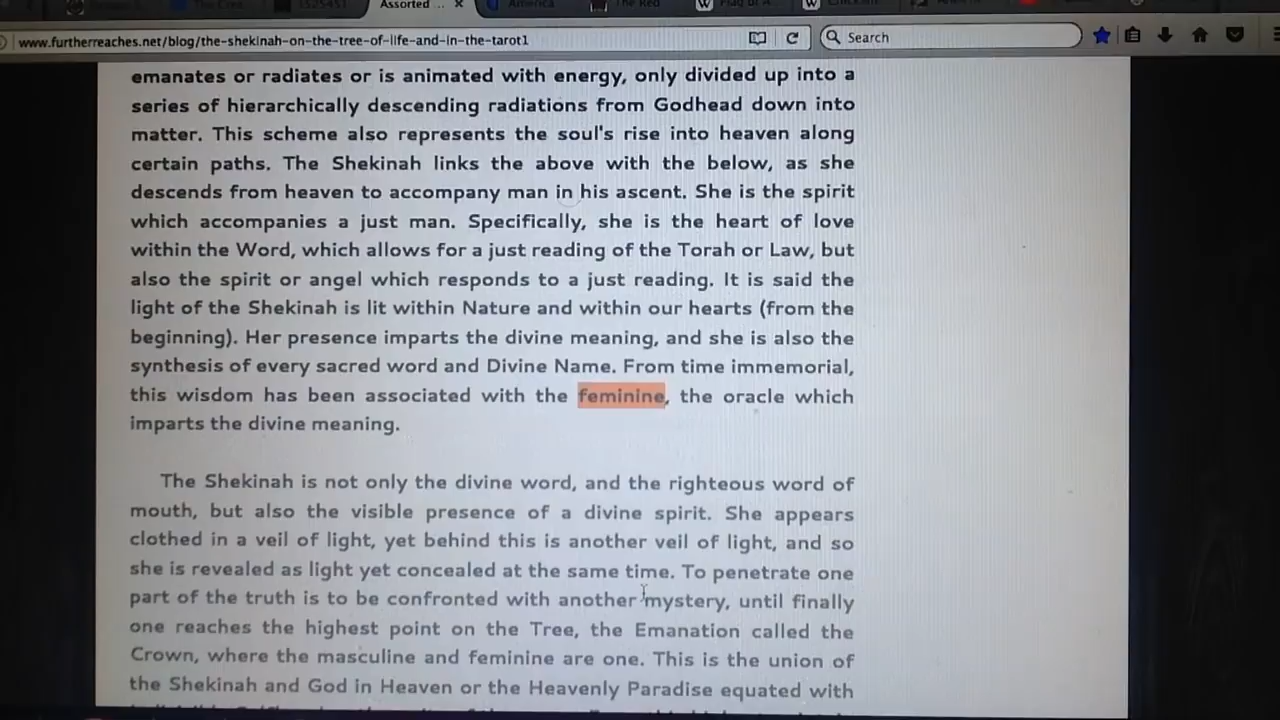 Assorted ..
America
The Red
www.furtherreaches.net/blog/the-shekinah-on-the-tree-of-life-and-in-the-tarot1
Search
emanates or radiates or is animated with energy, only divided up into a
series of hierarchically descending radiations from Godhead down into
matter. This scheme also represents the soul's rise into heaven along
certain paths. The Shekinah links the above with the below, as she
descends from heaven to accompany man in his ascent. She is the spirit
which accompanies a just man. Specifically, she is the heart of love
within the Word, which allows for a just reading of the Torah or Law, but
also the spirit or angel which responds to a just reading. It is said the
light of the Shekinah is lit within Nature and within our hearts (from the
beginning). Her presence imparts the divine meaning, and she is also the
synthesis of every sacred word and Divine Name. From time immemorial,
this wisdom has been associated with the feminine, the oracle which
imparts the divine meaning.
The Shekinah is not only the divine word, and the righteous word of
mouth, but also the visible presence of a divine spirit. She appears
clothed in a veil of light, yet behind this is another veil of light, and so
she is revealed as light yet concealed at the same time. To penetrate one
part of the truth is to be confronted with another mystery, until finally
one reaches the highest point on the Tree, the Emanation called the
Crown, where the masculine and feminine are one. This is the union of
the Shekinah and God in Heaven or the Heavenly Paradise equated with